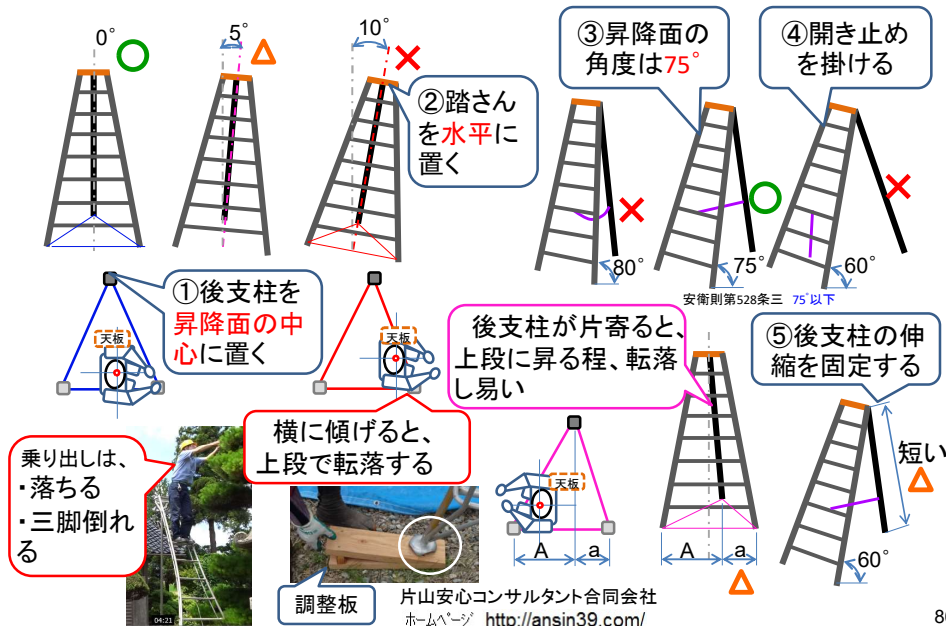 0°
5°
10°
②踏さん
を水平に
置く
③昇降面の
角度は75°
④開き止め
を掛ける
80°
75°
60°
安衛則第528条三 75°以下
①後支柱を
昇降面の中
心に置く
天板
天板
後支柱が片寄ると、
上段に昇る程、転落
し易い
⑤後支柱の伸
縮を固定する
横に傾げると、
上段で転落する
乗り出しは、
・落ちる
・三脚倒れ
る
天板
短い
A
a
A
a
60°
04:21
調整板
片山安心コンサルタント合同会社
ホームページ http://ansin39.com/
8